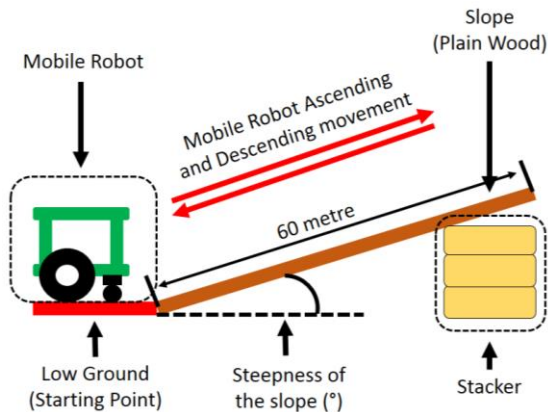 Mobile Robot
Slope
(Plain Wood)
Mobile Robot Ascending
and Descending movement
60 metre
Low Ground
(Starting Point)
Steepness of
the slope (°)
Stacker